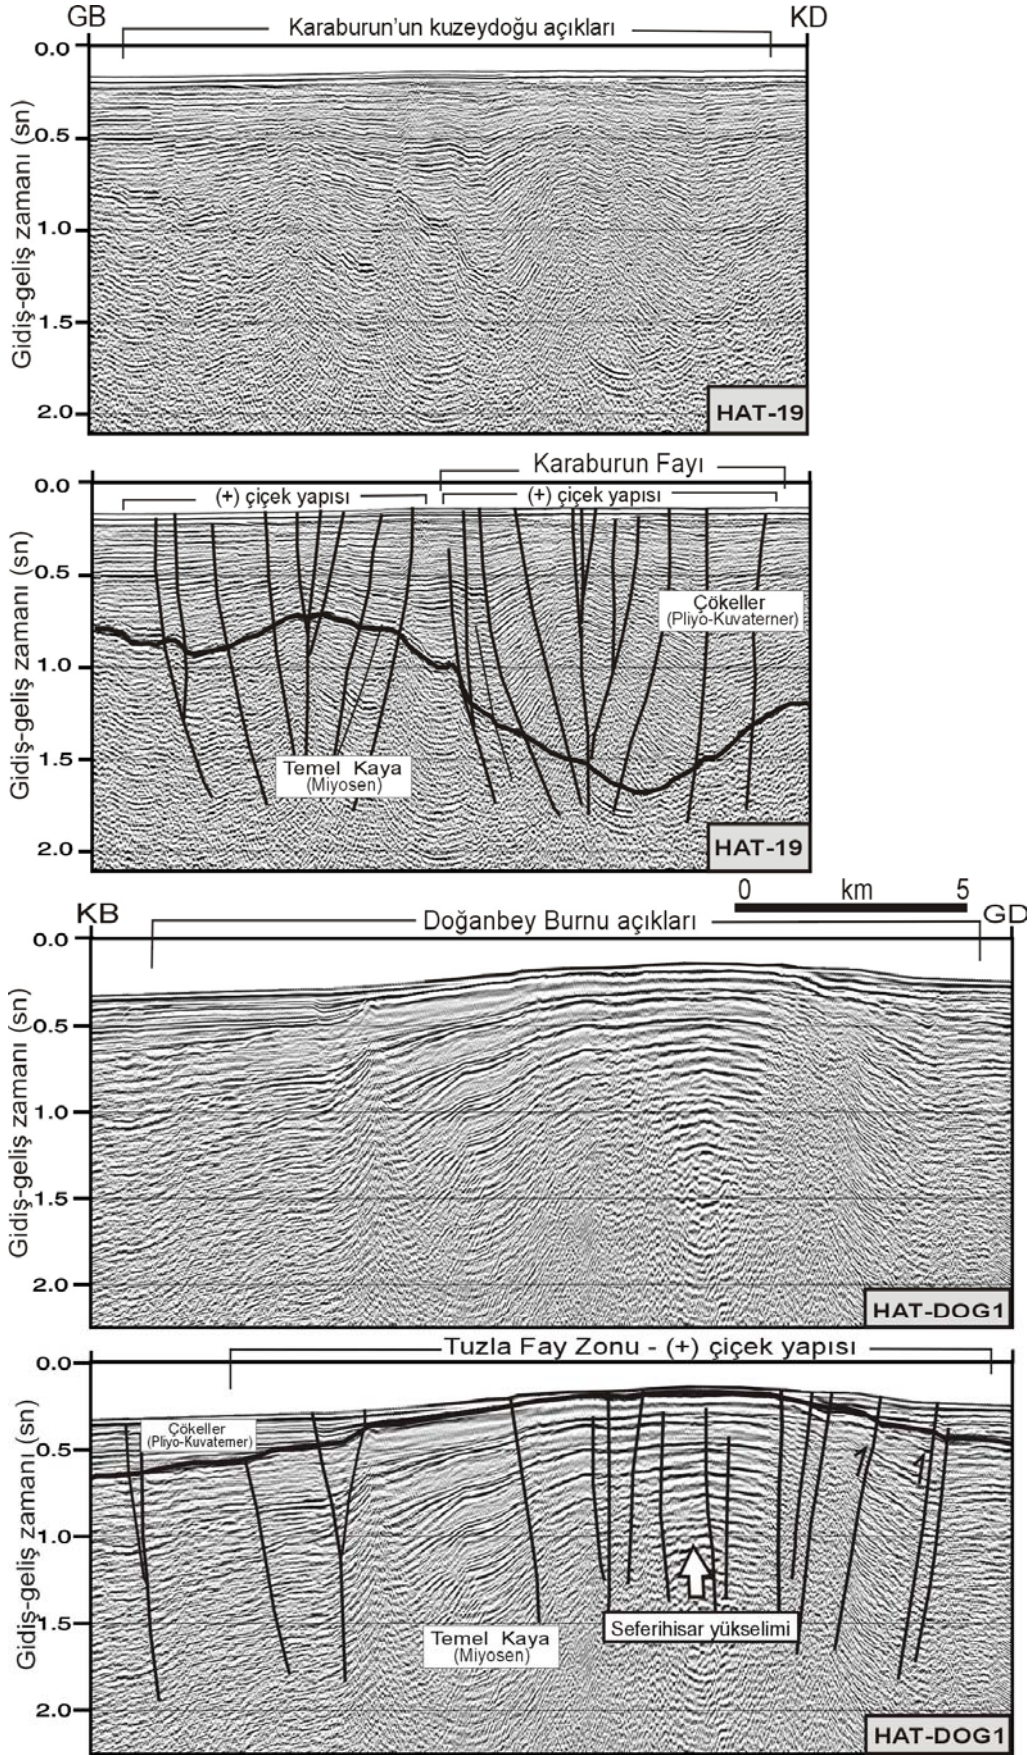 GB KD
Karaburun'un kuzeydoğu açıkları
0.0
0.5
1.0
1.5
2.0
Gidiş-geliş zamanı (sn)
HAT-19
Karaburun Fayı
(+) çiçek yapısı (+) çiçek yapısı
0.0
0.5
1.0
1.5
2.0
Gidiş-geliş zamanı (sn)
Çökeller
(Pliyo-Kuvaterner)
Temel Kaya
(Miyosen)
HAT-19
0 km 5
KB GD
Doğanbey Burnu açıkları
0.0
0.5
1.0
1.5
2.0
Gidiş-geliş zamanı (sn)
HAT-DOG1
Tuzla Fay Zonu - (+) çiçek yapısı
0.0
0.5
1.0
1.5
2.0
Gidiş-geliş zamanı (sn)
Çökeller
(Pliyo-Kuvaterner)
Seferihisar yükselimi
Temel Kaya
(Miyosen)
HAT-DOG1